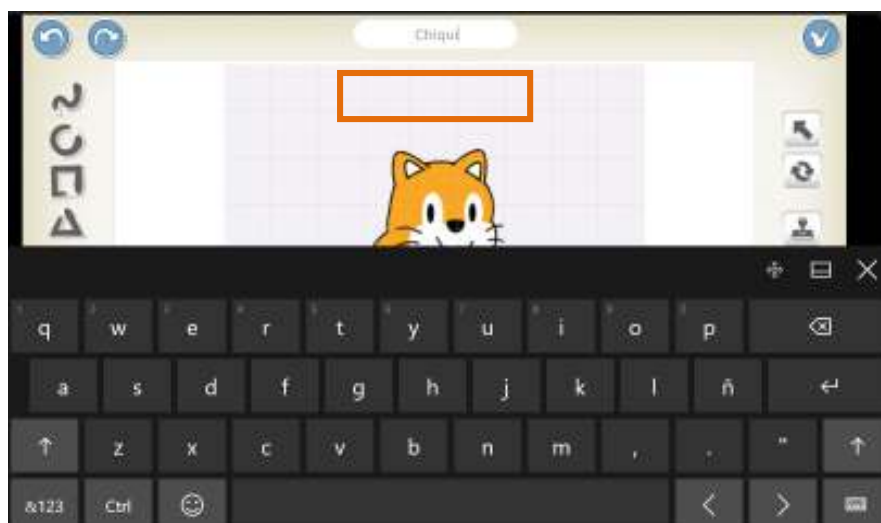 Chiqui
q w e r t y u i o p
a s d f g h j k l ñ
z x c v b n m , . "
&123 Ctrl